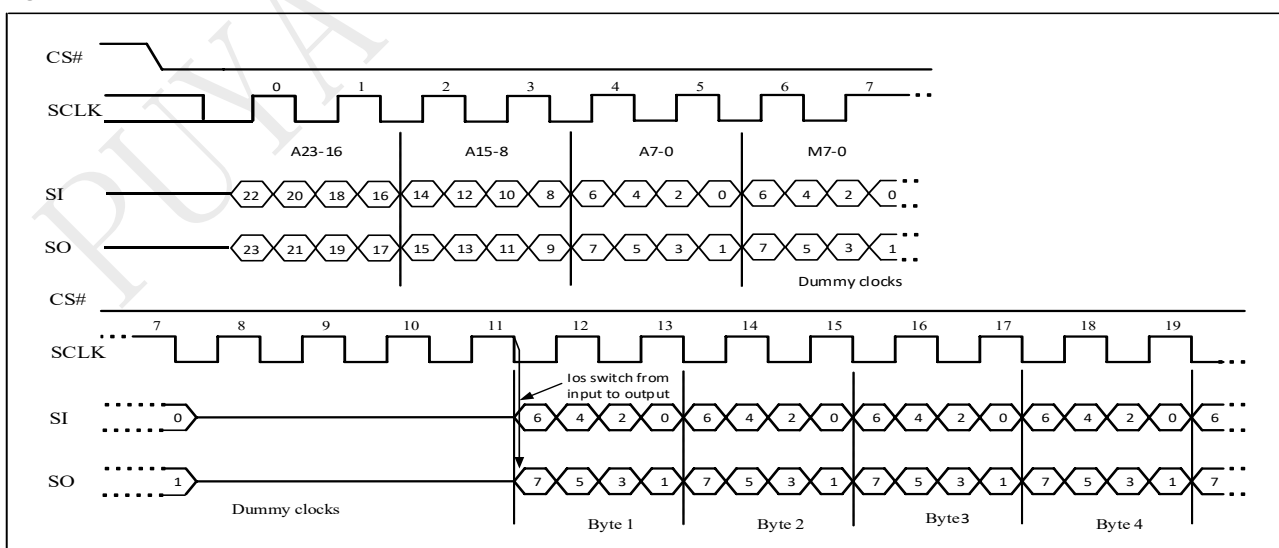 PUYA
CS#
0 1 2 3 4 5 6 7
SCLK
A23-16 A15-8 A7-0 M7-0
SI 22 20 18 16 14 12 10 8 6 4 2 0 6 4 2 0
SO 23 21 19 17 15 13 11 9 7 5 3 1 7 5 3 1
Dummy clocks
CS#
7 8 9 10 11 12 13 14 15 16 17 18 19
SCLK
Ios switch from
input to output
SI 0 6 4 2 0 6 4 2 0 6 4 2 0 6 4 2 0 6
SO 1 7 5 3 1 7 5 3 1 7 5 3 1 7 5 3 1 7
Dummy clocks Byte 1 Byte 2 Byte3 Byte 4